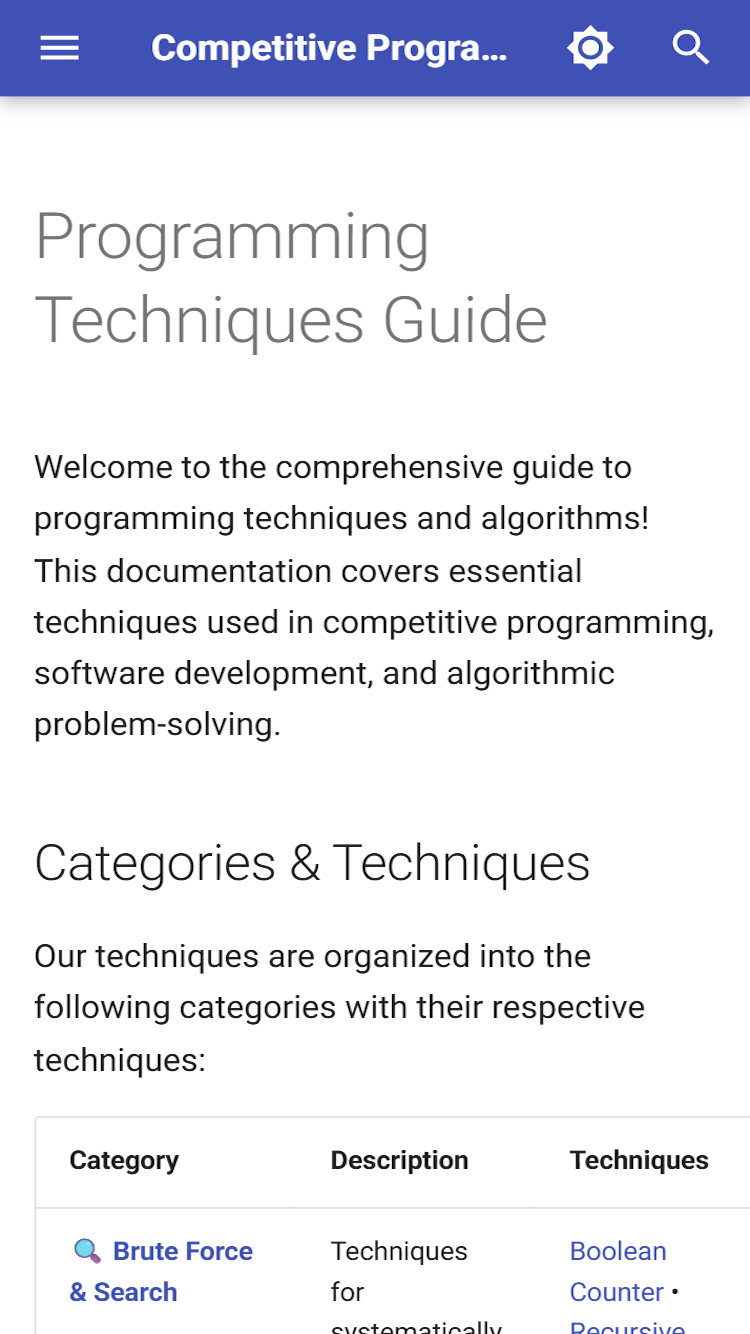 Competitive Progra...
Programming
Techniques Guide
Welcome to the comprehensive guide to
programming techniques and algorithms!
This documentation covers essential
techniques used in competitive programming,
software development, and algorithmic
problem-solving.
Categories & Techniques
Our techniques are organized into the
following categories with their respective
techniques:
Category Description Techniques
Brute Force Techniques Boolean
& Search for Counter •
systematically Recursive